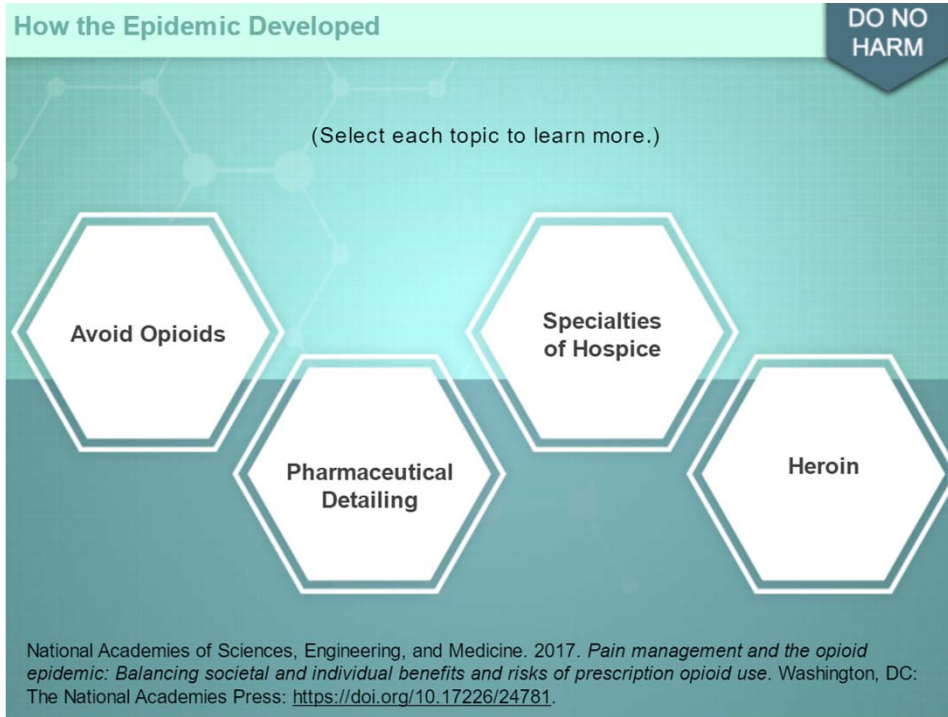 How the Epidemic Developed
DO NO
HARM
(Select each topic to learn more.)
Avoid Opioids
Pharmaceutical
Detailing
Specialties
of Hospice
Heroin
National Academies of Sciences, Engineering, and Medicine. 2017. Pain management and the opioid
epidemic: Balancing societal and individual benefits and risks of prescription opioid use. Washington, DC:
The National Academies Press: https://doi.org/10.17226/24781.